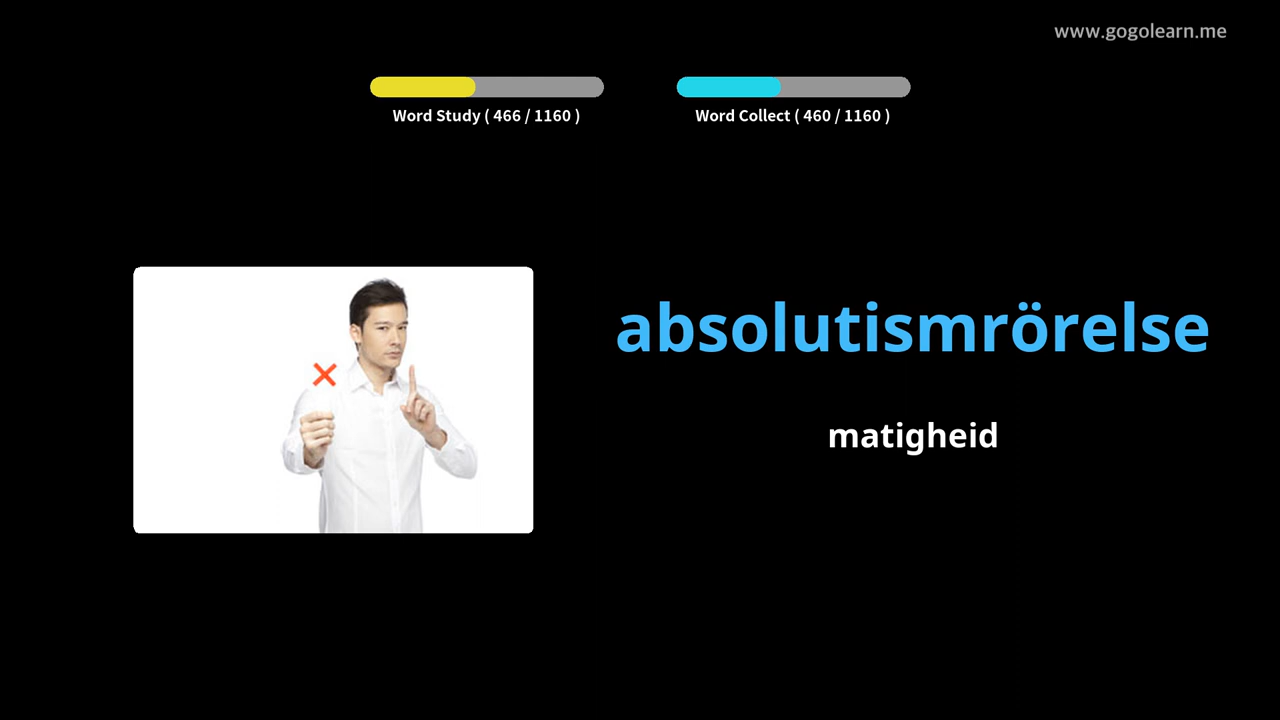 www.gogolearn.me
Word Study ( 466 / 1160 )
Word Collect ( 460 / 1160 )
absolutismrörelse
matigheid